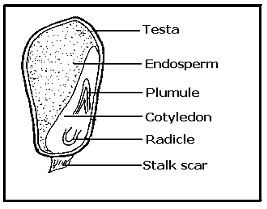 Testa
Endosperm
Plumule
Cotyledon
Radicle
Stalk scar